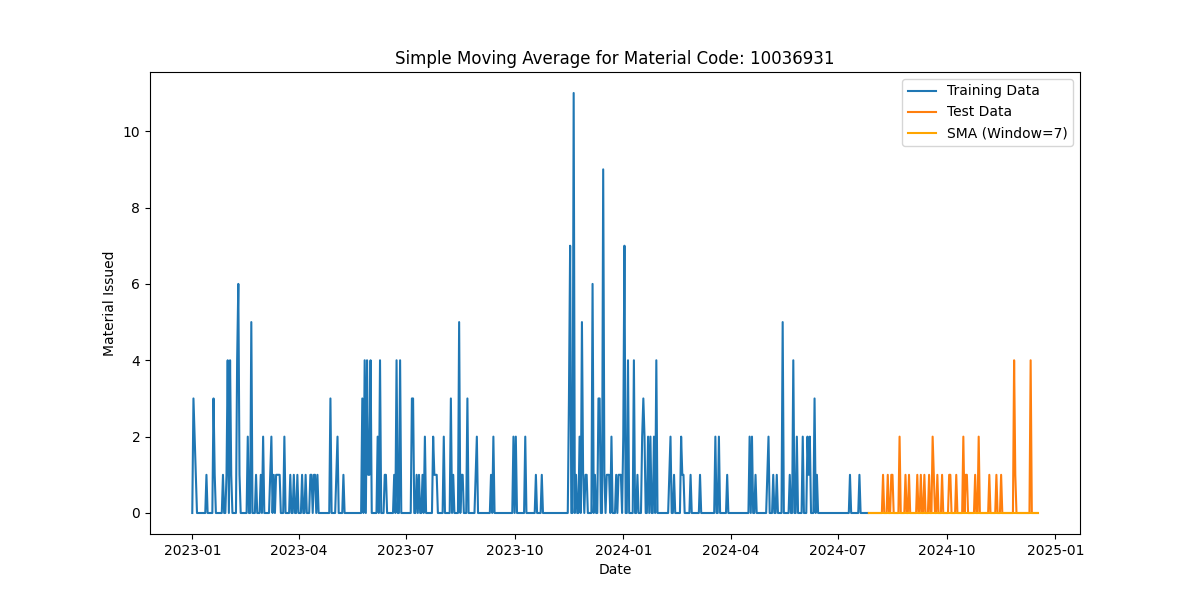 Simple Moving Average for Material Code: 10036931
Training Data
Test Data
SMA (Window=7)
Material Issued
10
8
6
4
2
0
2023-01 2023-04 2023-07 2023-10 2024-01 2024-04 2024-07 2024-10 2025-01
Date